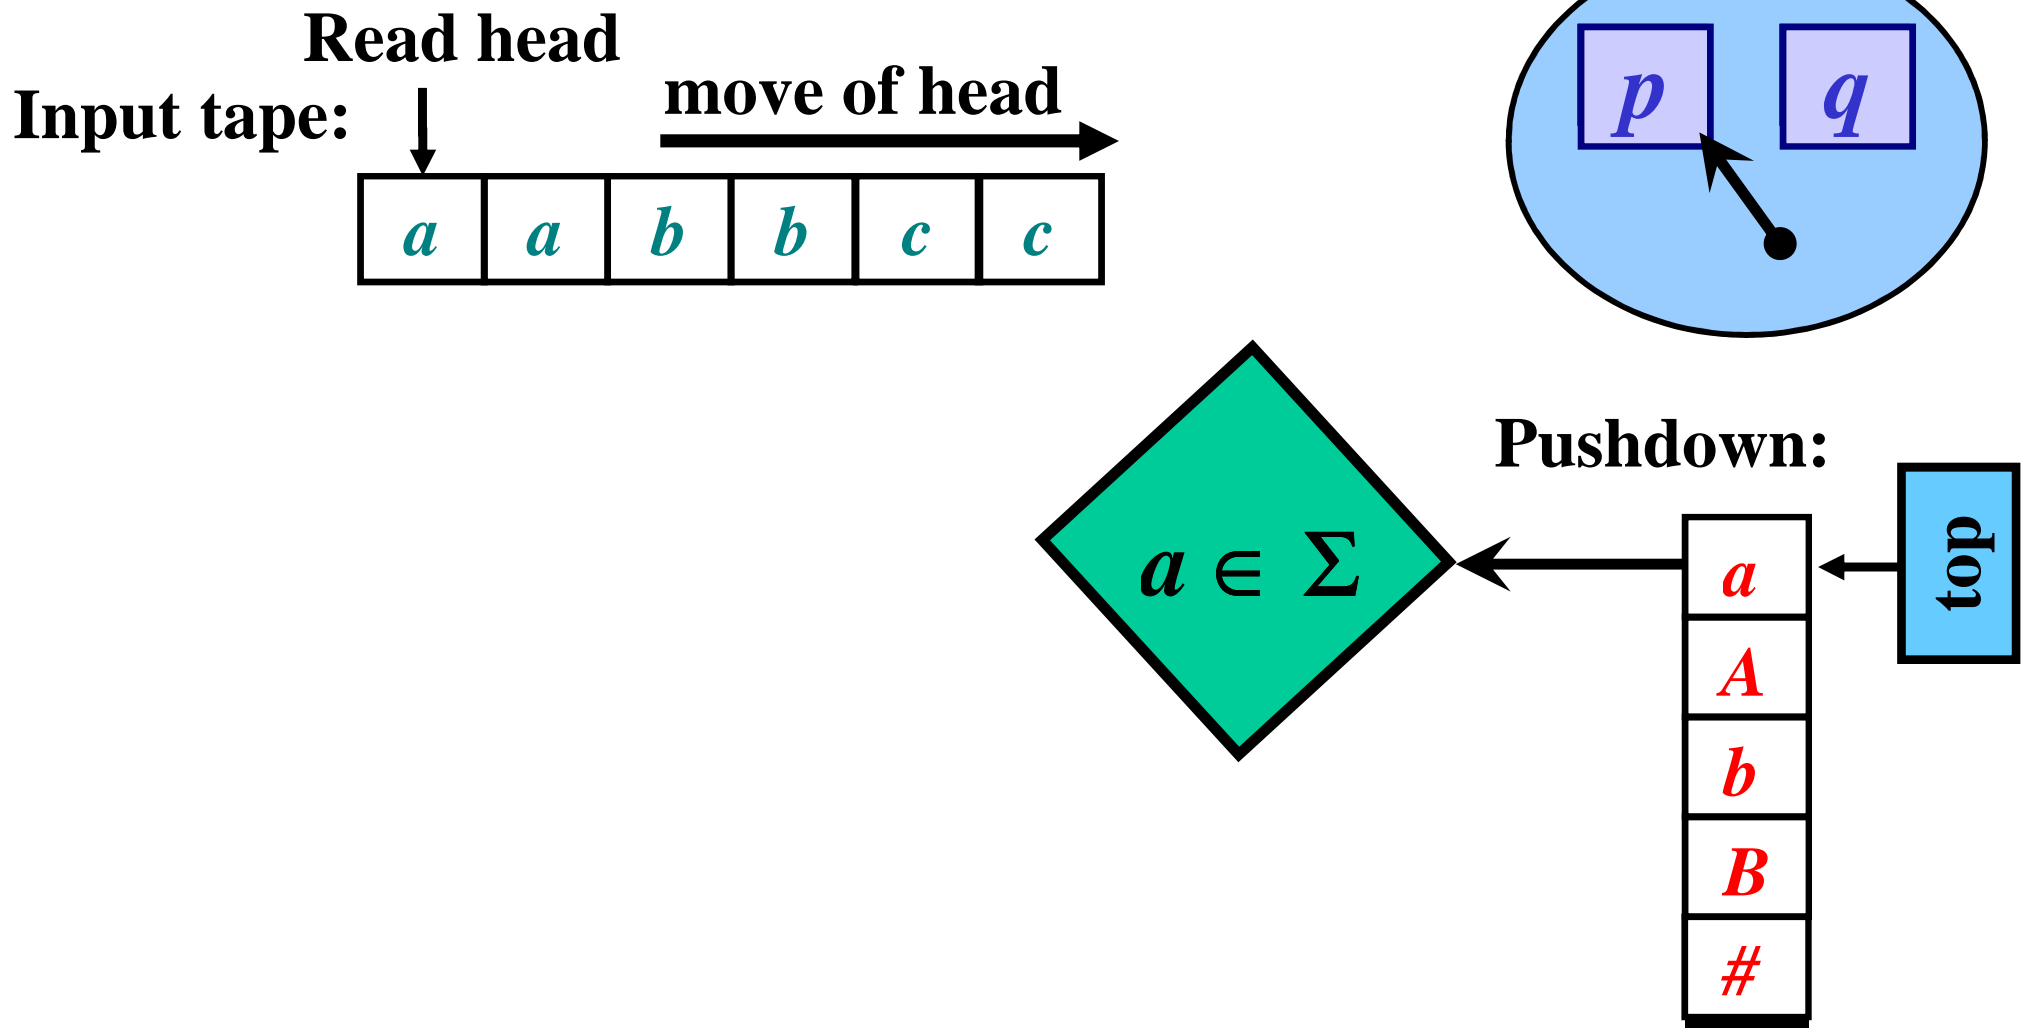 Read head
Input tape:
move of head
a a b b c c
p q
a ∈ Σ
Pushdown:
top
a
A
b
B
#